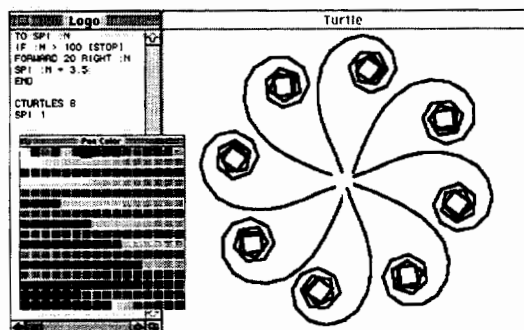 Logo
Turtle
TO SPI :N
IF :N > 100 [STOP]
FORWARD 20 RIGHT :N
SPI :N + 3.5
END
CTURTLES 8
SPI 1
Pen Color